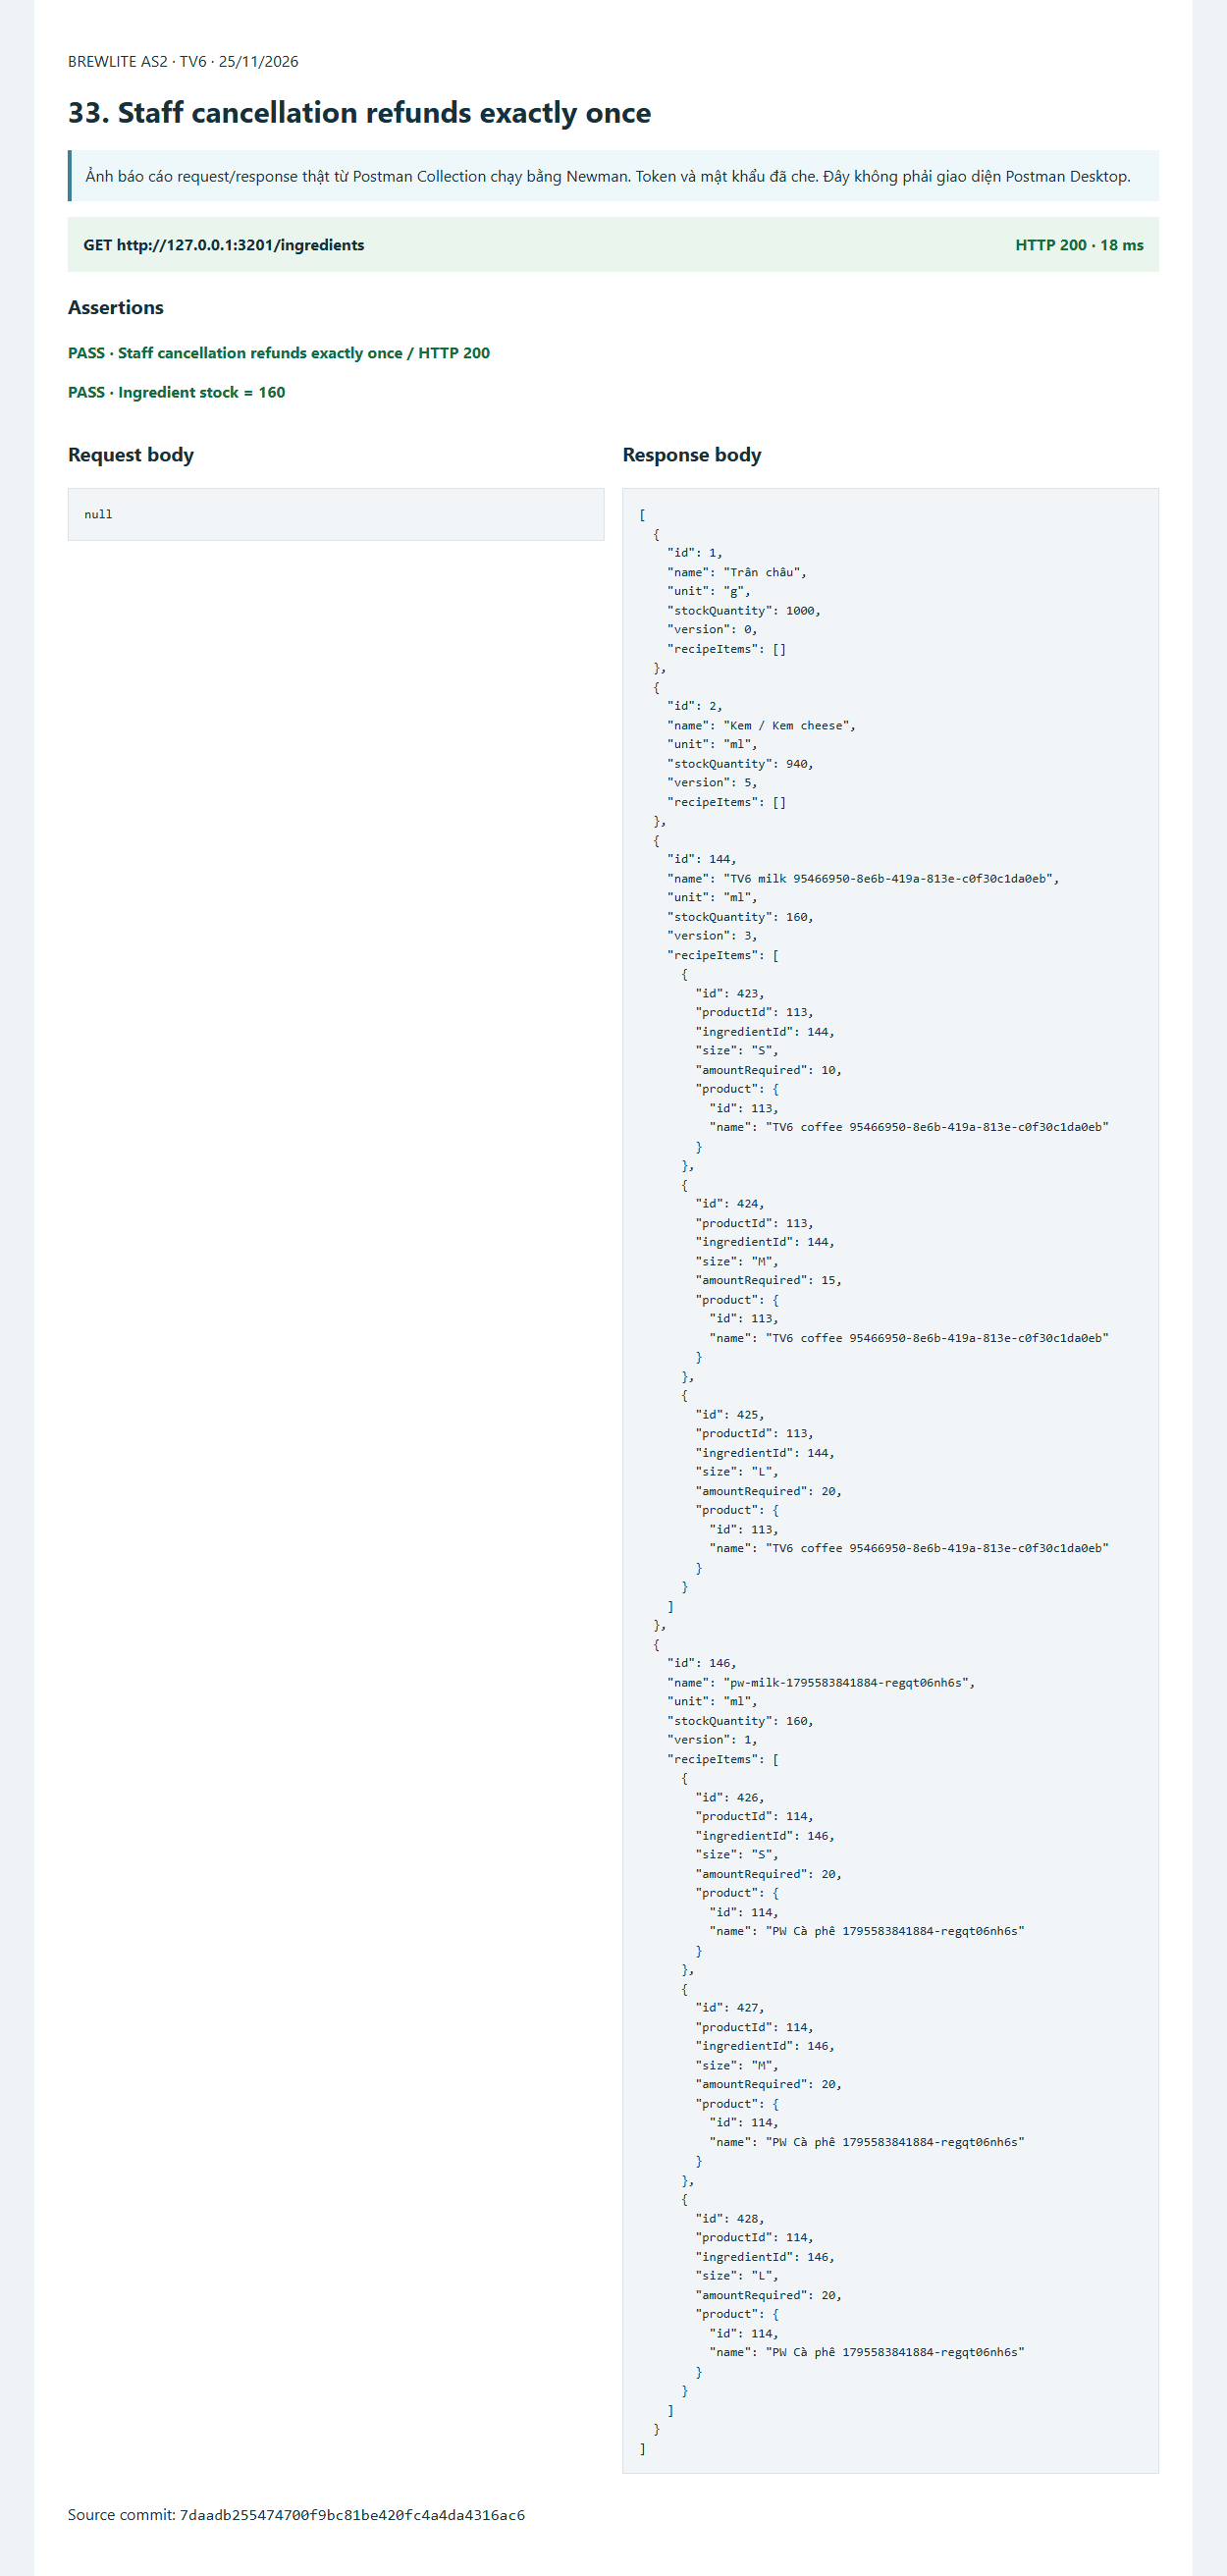 BREWLITE AS2 · TV6 · 25/11/2026
33. Staff cancellation refunds exactly once
Ảnh báo cáo request/response thật từ Postman Collection chạy bằng Newman. Token và mật khẩu đã che. Đây không phải giao diện Postman Desktop.
GET http://127.0.0.1:3201/ingredients
HTTP 200 · 18 ms
Assertions
PASS · Staff cancellation refunds exactly once / HTTP 200
PASS · Ingredient stock = 160
Request body
null
Response body
[
  {
    "id": 1,
    "name": "Trân châu",
    "unit": "g",
    "stockQuantity": 1000,
    "version": 0,
    "recipeItems": []
  },
  {
    "id": 2,
    "name": "Kem / Kem cheese",
    "unit": "ml",
    "stockQuantity": 940,
    "version": 5,
    "recipeItems": []
  },
  {
    "id": 144,
    "name": "TV6 milk 95466950-8e6b-419a-813e-c0f30c1da0eb",
    "unit": "ml",
    "stockQuantity": 160,
    "version": 3,
    "recipeItems": [
      {
        "id": 423,
        "productId": 113,
        "ingredientId": 144,
        "size": "S",
        "amountRequired": 10,
        "product": {
          "id": 113,
          "name": "TV6 coffee 95466950-8e6b-419a-813e-c0f30c1da0eb"
        }
      },
      {
        "id": 424,
        "productId": 113,
        "ingredientId": 144,
        "size": "M",
        "amountRequired": 15,
        "product": {
          "id": 113,
          "name": "TV6 coffee 95466950-8e6b-419a-813e-c0f30c1da0eb"
        }
      },
      {
        "id": 425,
        "productId": 113,
        "ingredientId": 144,
        "size": "L",
        "amountRequired": 20,
        "product": {
          "id": 113,
          "name": "TV6 coffee 95466950-8e6b-419a-813e-c0f30c1da0eb"
        }
      }
    ]
  },
  {
    "id": 146,
    "name": "pw-milk-1795583841884-regqt06nh6s",
    "unit": "ml",
    "stockQuantity": 160,
    "version": 1,
    "recipeItems": [
      {
        "id": 426,
        "productId": 114,
        "ingredientId": 146,
        "size": "S",
        "amountRequired": 20,
        "product": {
          "id": 114,
          "name": "PW Cà phê 1795583841884-regqt06nh6s"
        }
      },
      {
        "id": 427,
        "productId": 114,
        "ingredientId": 146,
        "size": "M",
        "amountRequired": 20,
        "product": {
          "id": 114,
          "name": "PW Cà phê 1795583841884-regqt06nh6s"
        }
      },
      {
        "id": 428,
        "productId": 114,
        "ingredientId": 146,
        "size": "L",
        "amountRequired": 20,
        "product": {
          "id": 114,
          "name": "PW Cà phê 1795583841884-regqt06nh6s"
        }
      }
    ]
  }
]
Source commit: 7daadb255474700f9bc81be420fc4a4da4316ac6